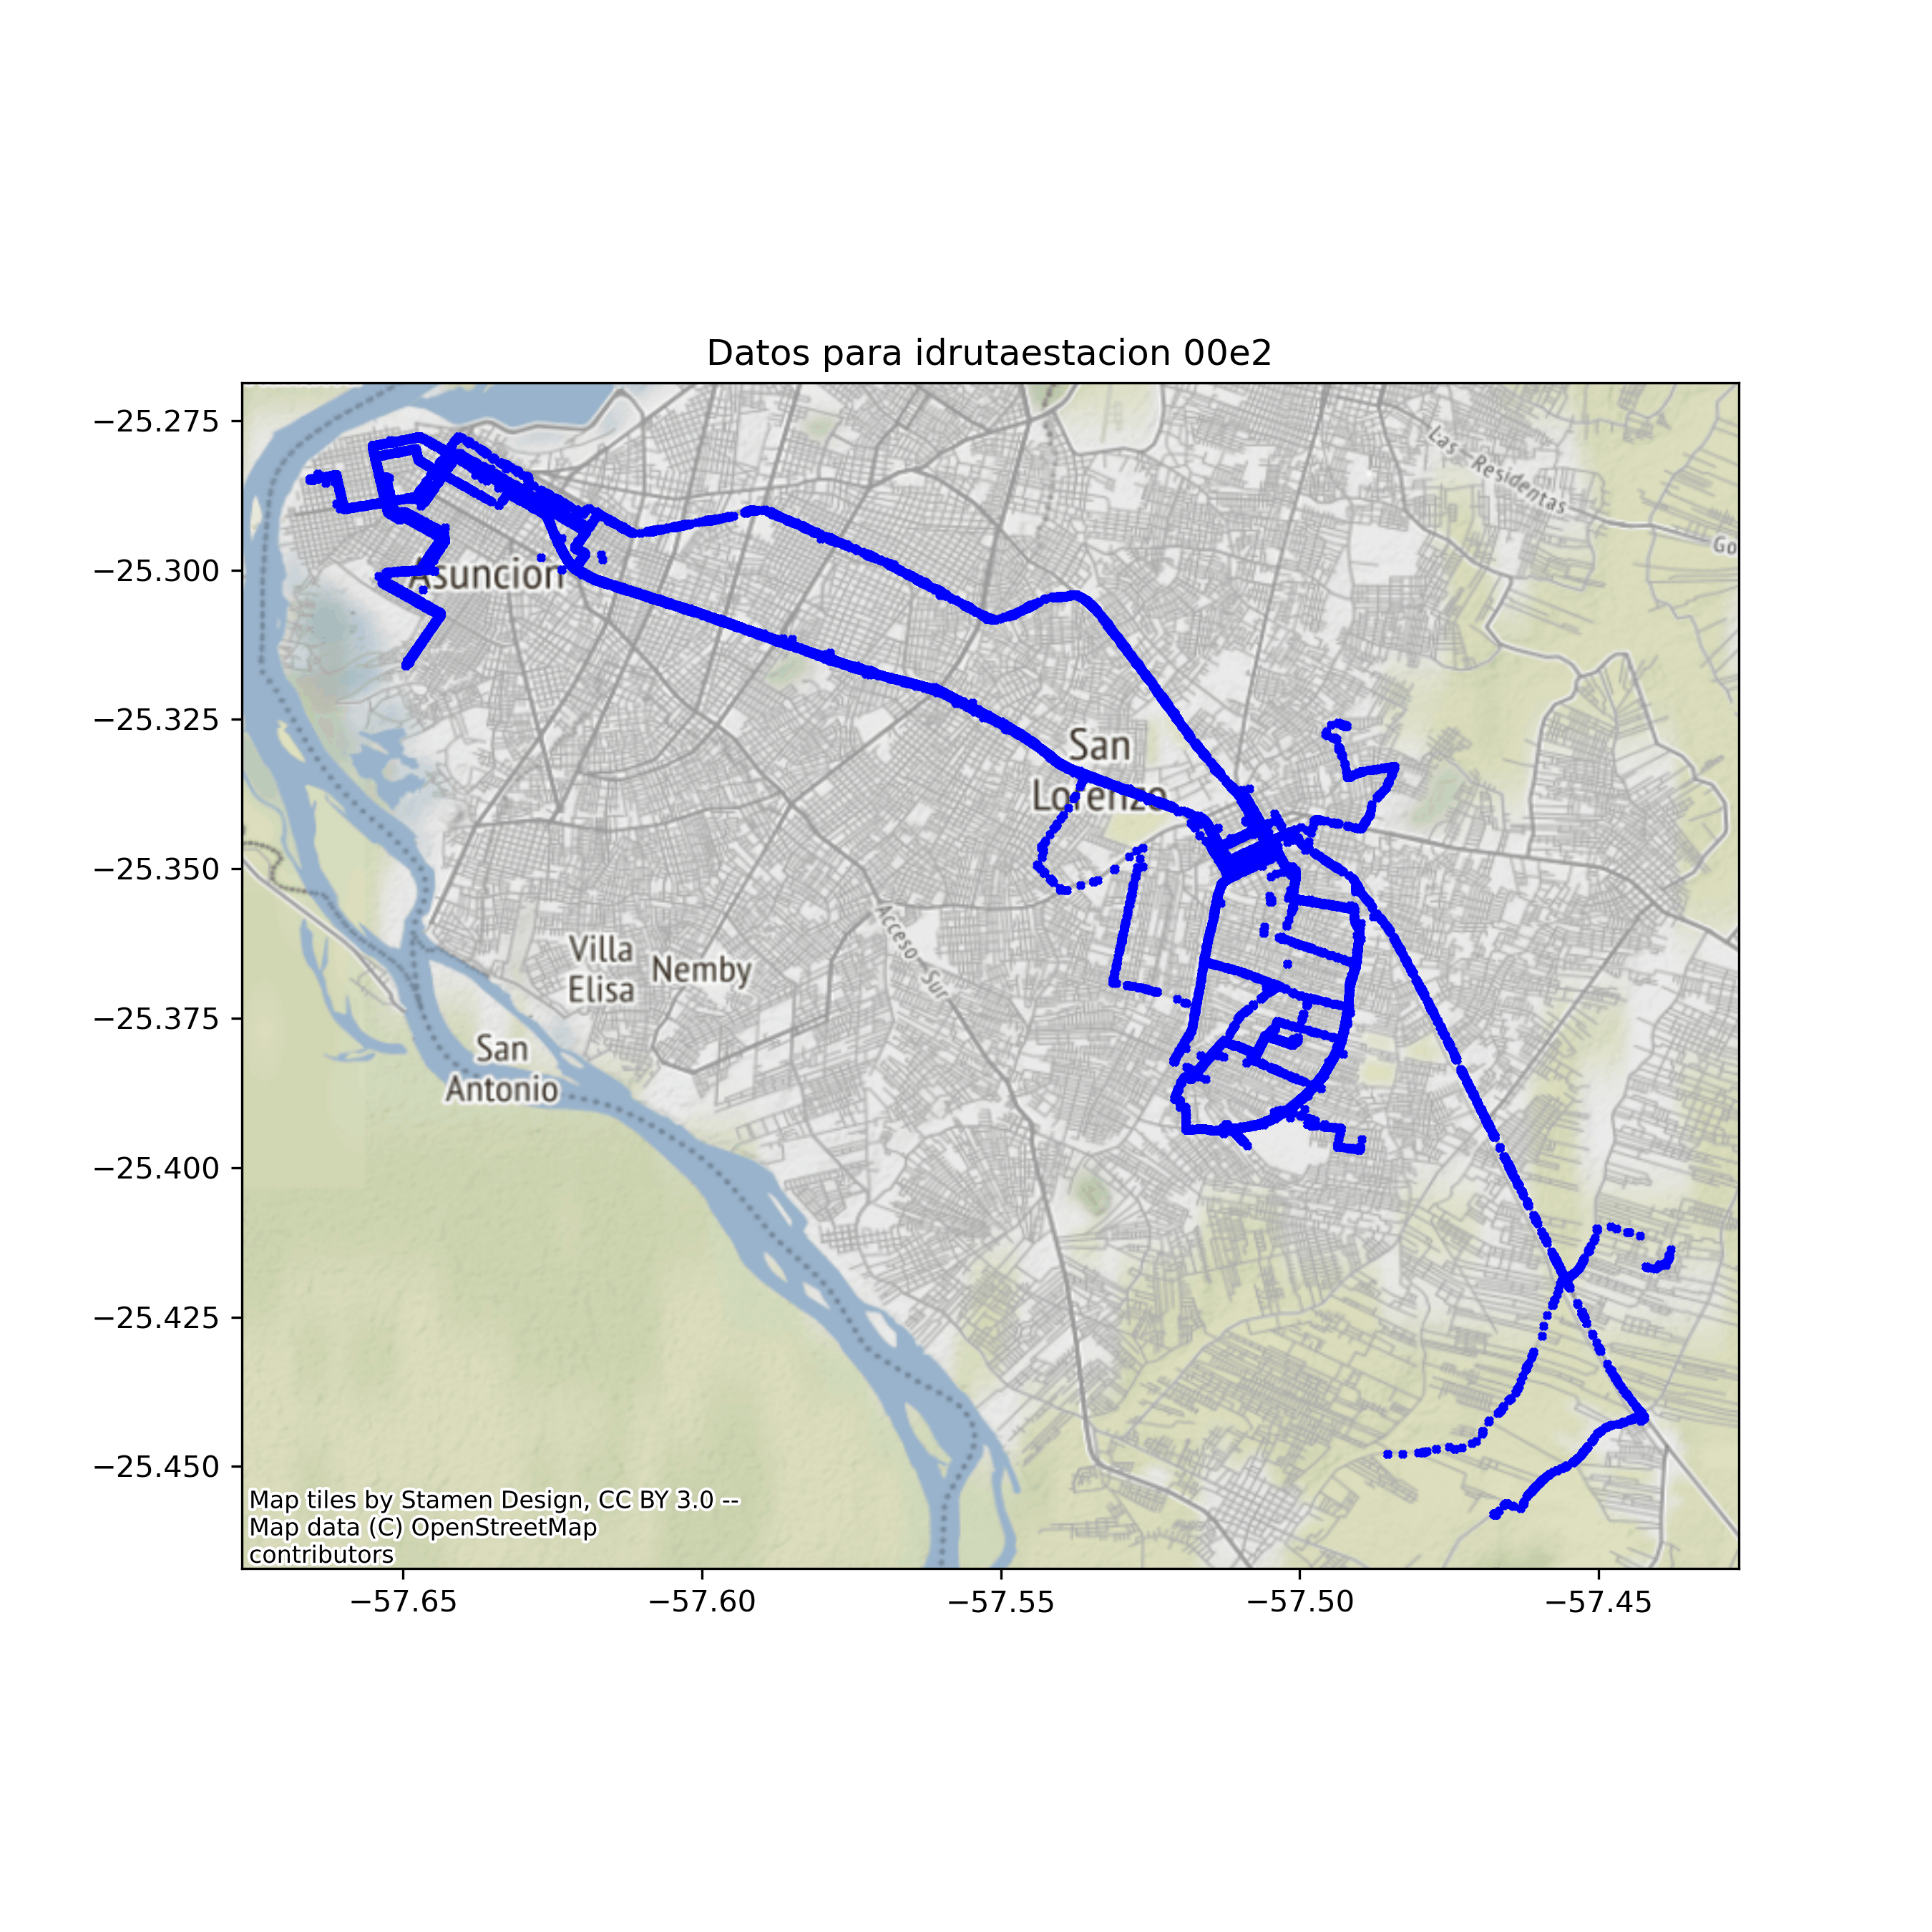 Datos para idrutaestacion 00e2
−25.275
−25.300
−25.325
−25.350
−25.375
−25.400
−25.425
−25.450
Las Residentas
Go
Asuncion
San
Lorenzo
Acceso Sur
Villa
Elisa
Nemby
San
Antonio
Map tiles by Stamen Design, CC BY 3.0 --
Map data (C) OpenStreetMap
contributors
−57.65
−57.60
−57.55
−57.50
−57.45